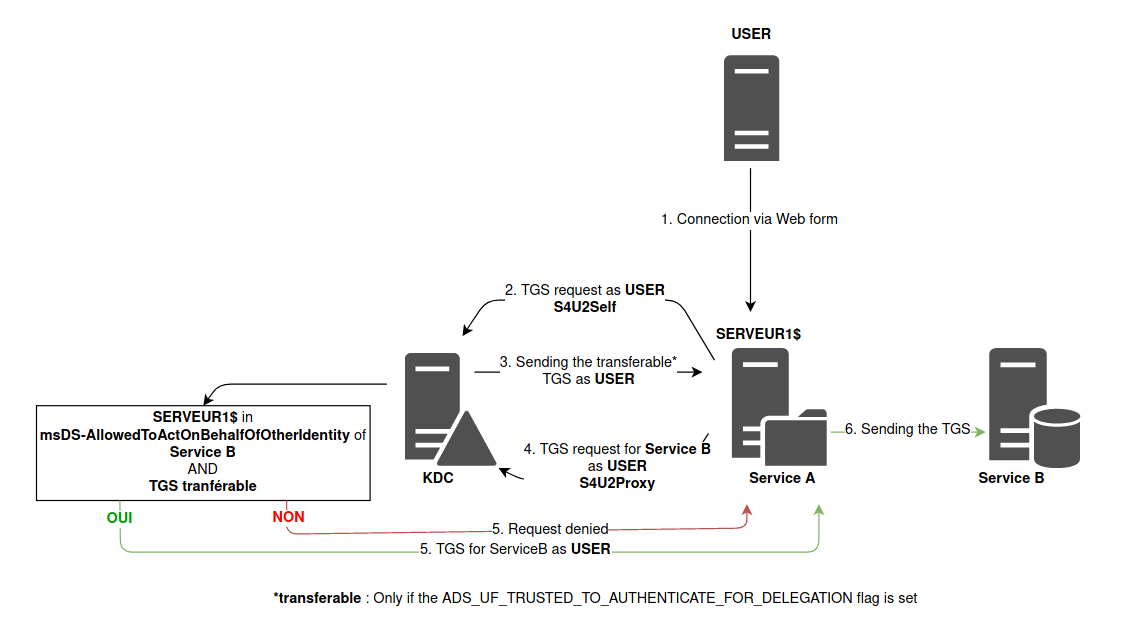 USER
1. Connection via Web form
2. TGS request as USER
S4U2Self
SERVEUR1$
3. Sending the transferable*
TGS as USER
SERVEUR1$ in
msDS-AllowedToActOnBehalfOfOtherIdentity of
Service B
AND
TGS tranférable
4. TGS request for Service B
as USER
S4U2Proxy
6. Sending the TGS
KDC
Service A
Service B
OUI
NON
5. Request denied
5. TGS for ServiceB as USER
*transferable : Only if the ADS_UF_TRUSTED_TO_AUTHENTICATE_FOR_DELEGATION flag is set